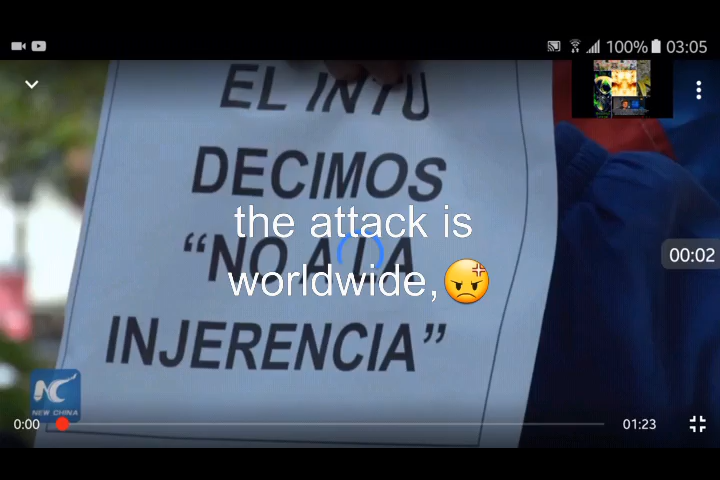 100% 03:05
EL INTU
DECIMOS
the attack is
“NO A LA
worldwide,😡
00:02
INJERENCIA”
NEW CHINA
0:00 01:23